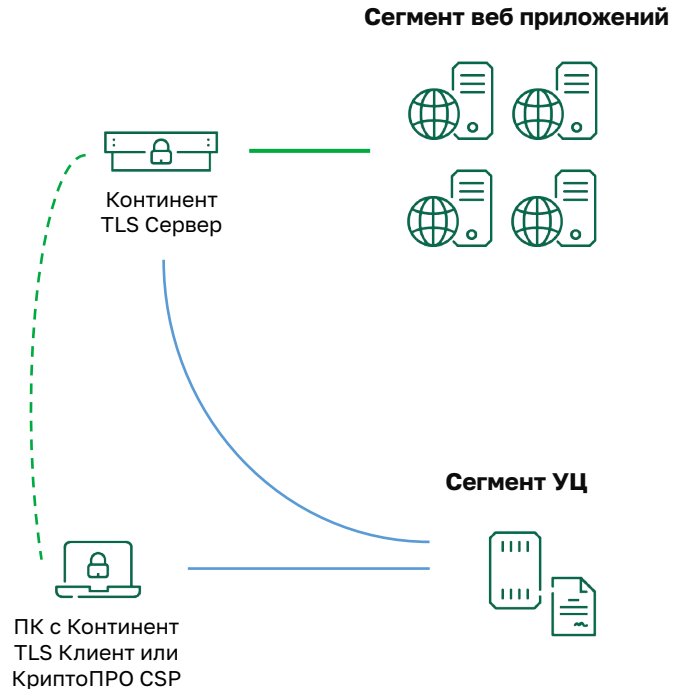 Сегмент веб приложений
Континент
TLS Сервер
Сегмент УЦ
ПК с Континент
TLS Клиент или
КриптоПРО CSP